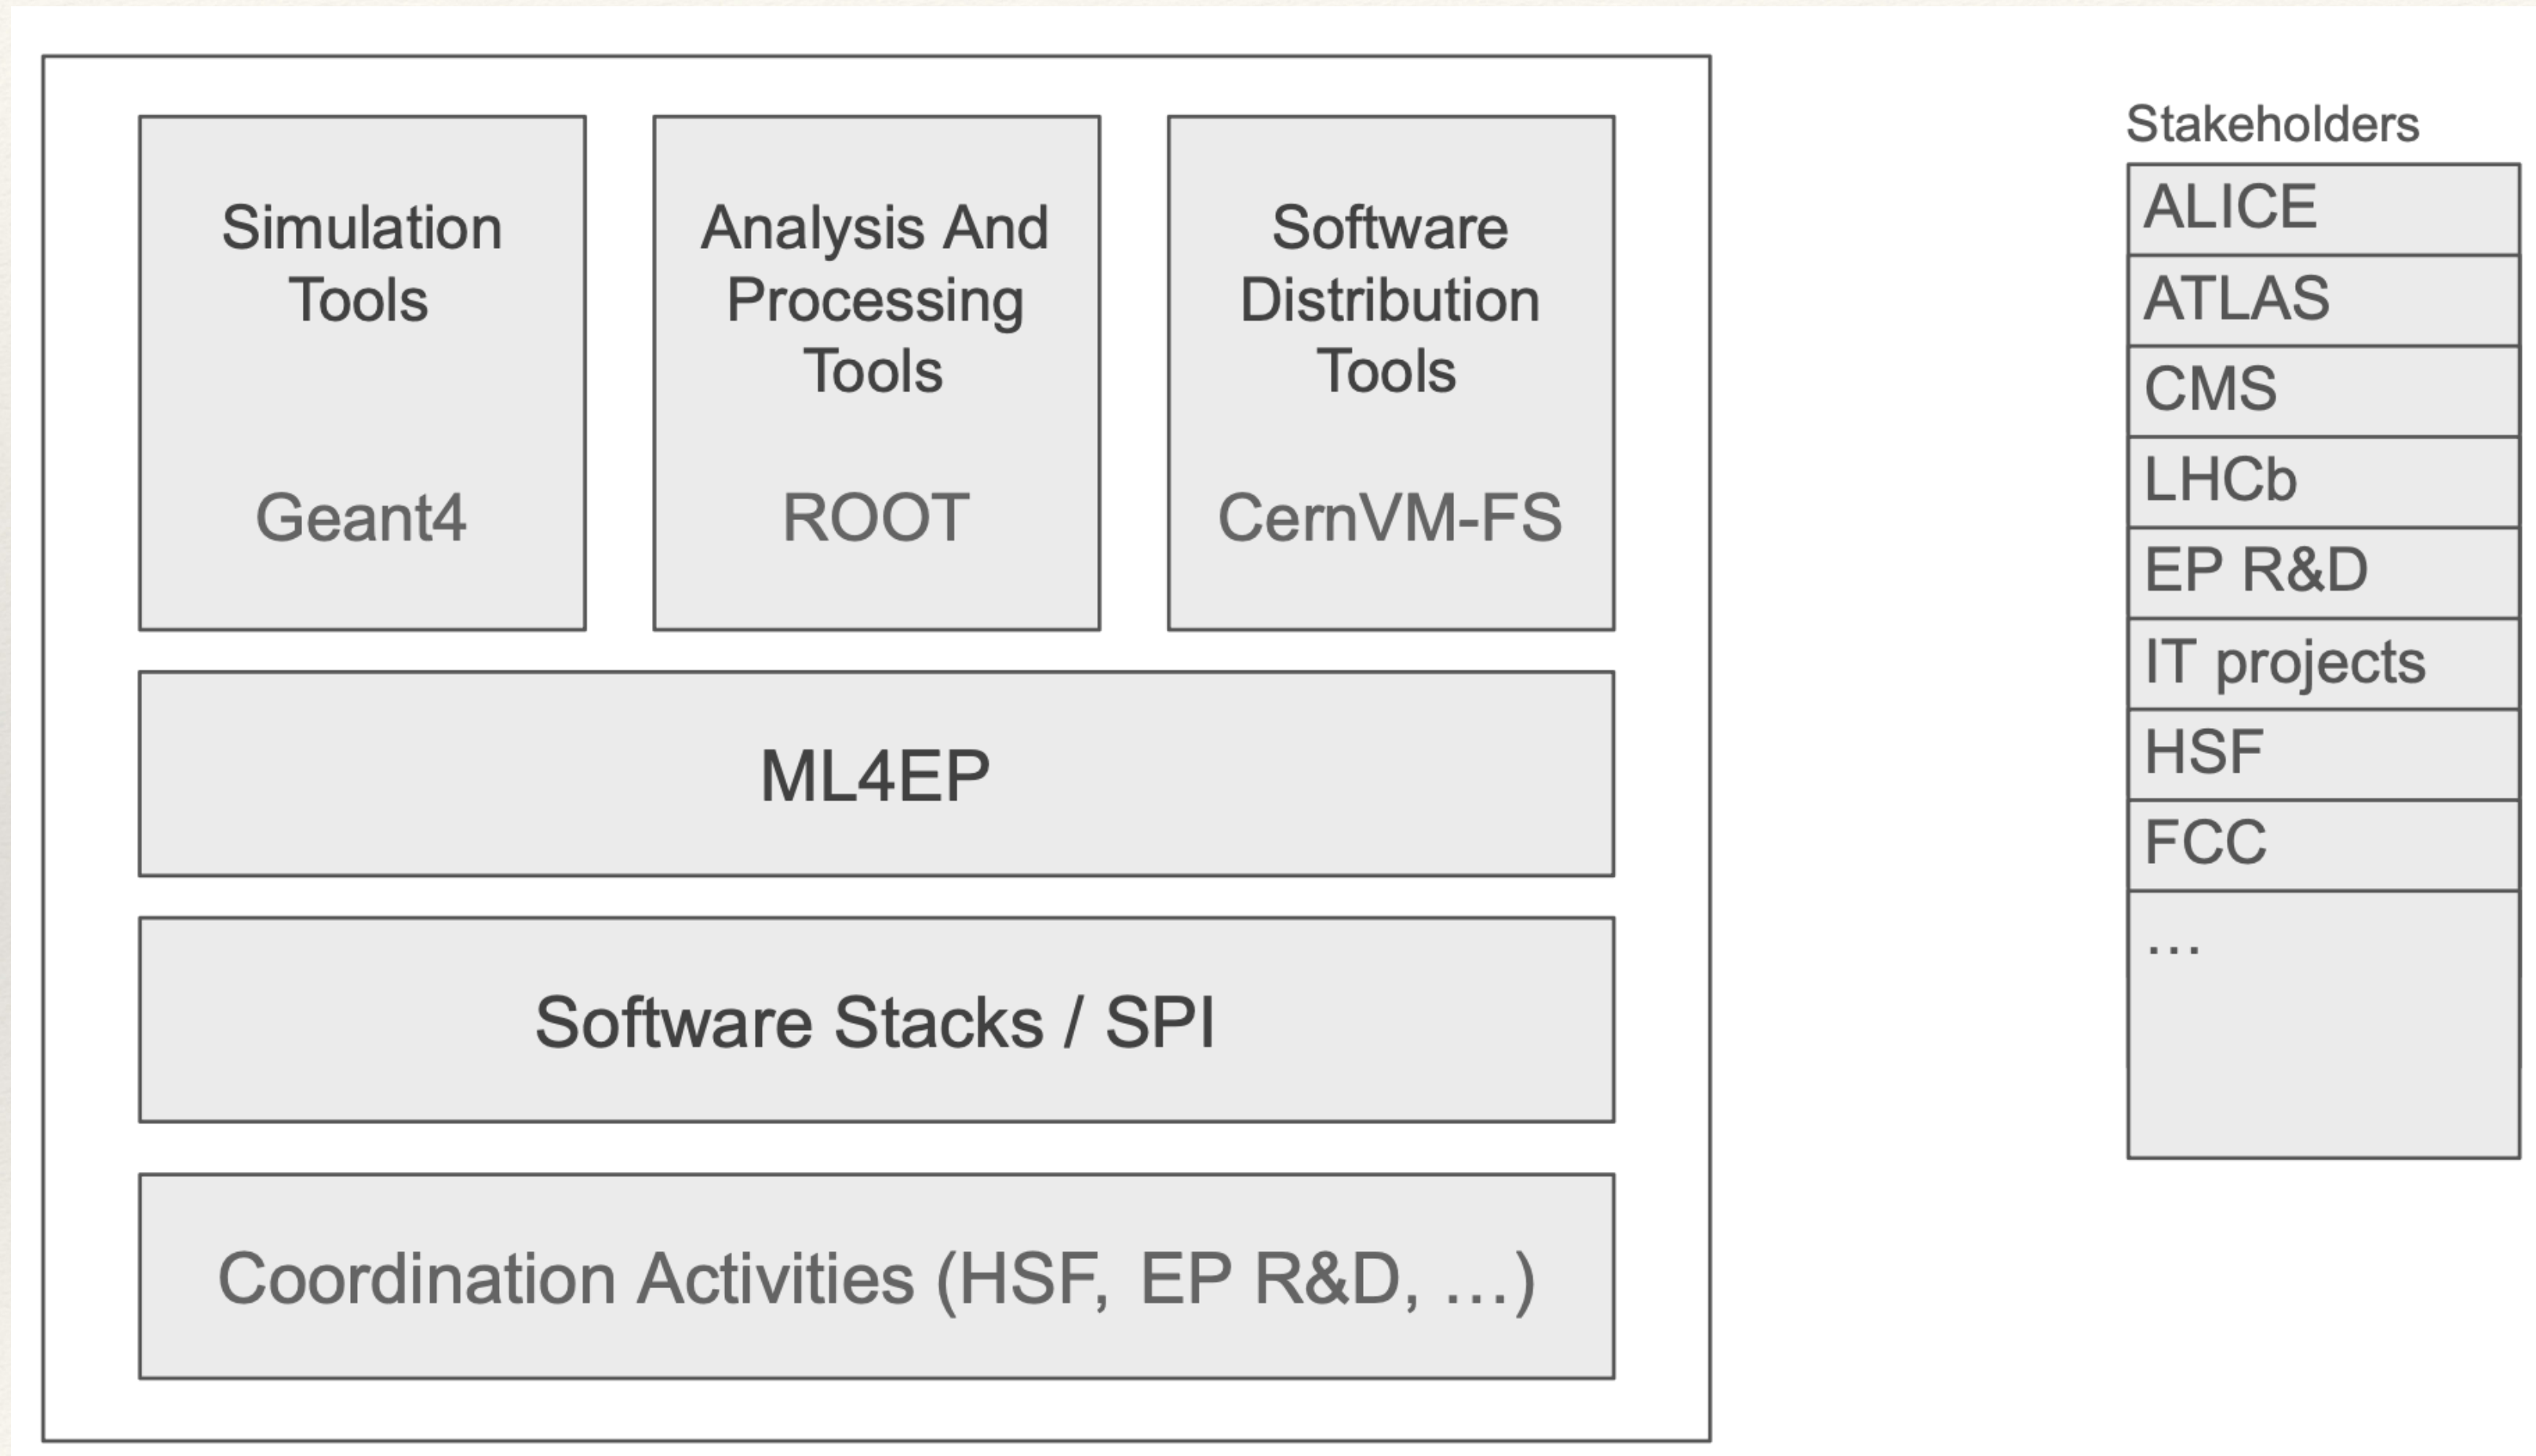 Simulation
Tools
Geant4
Analysis And
Processing
Tools
ROOT
Software
Distribution
Tools
CernVM-FS
ML4EP
Software Stacks / SPI
Coordination Activities (HSF, EP R&D, …)
Stakeholders
ALICE
ATLAS
CMS
LHCb
EP R&D
IT projects
HSF
FCC
…